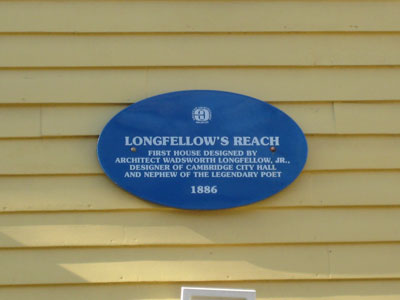 LONGFELLOW'S REACH
FIRST HOUSE DESIGNED BY
ARCHITECT WADSWORTH LONGFELLOW, JR.,
DESIGNER OF CAMBRIDGE CITY HALL
AND NEPHEW OF THE LEGENDARY POET
1886